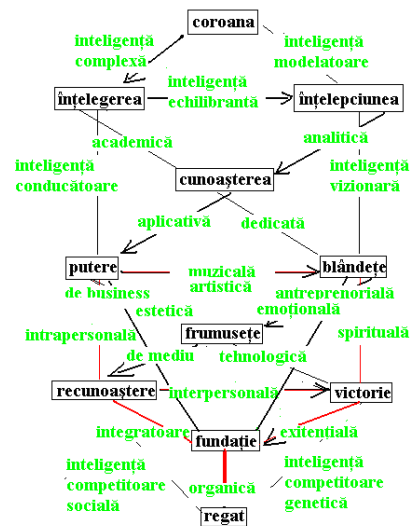 coroana
inteligență
complexă
inteligență
modelatoare
înțelegerea
inteligență
echilibrantă
înțelepciunea
academică
analitică
inteligență
conducătoare
cunoașterea
inteligență
vizionară
aplicativă
dedicată
putere
muzicală
artistică
blândețe
de business
antreprenorială
estetică
emoțională
intrapersonală
frumusețe
spirituală
de mediu
tehnologică
recunoaștere
interpersonală
victorie
integratoare
fundație
exitențială
inteligență
competitoare
socială
organică
inteligență
competitoare
genetică
regat